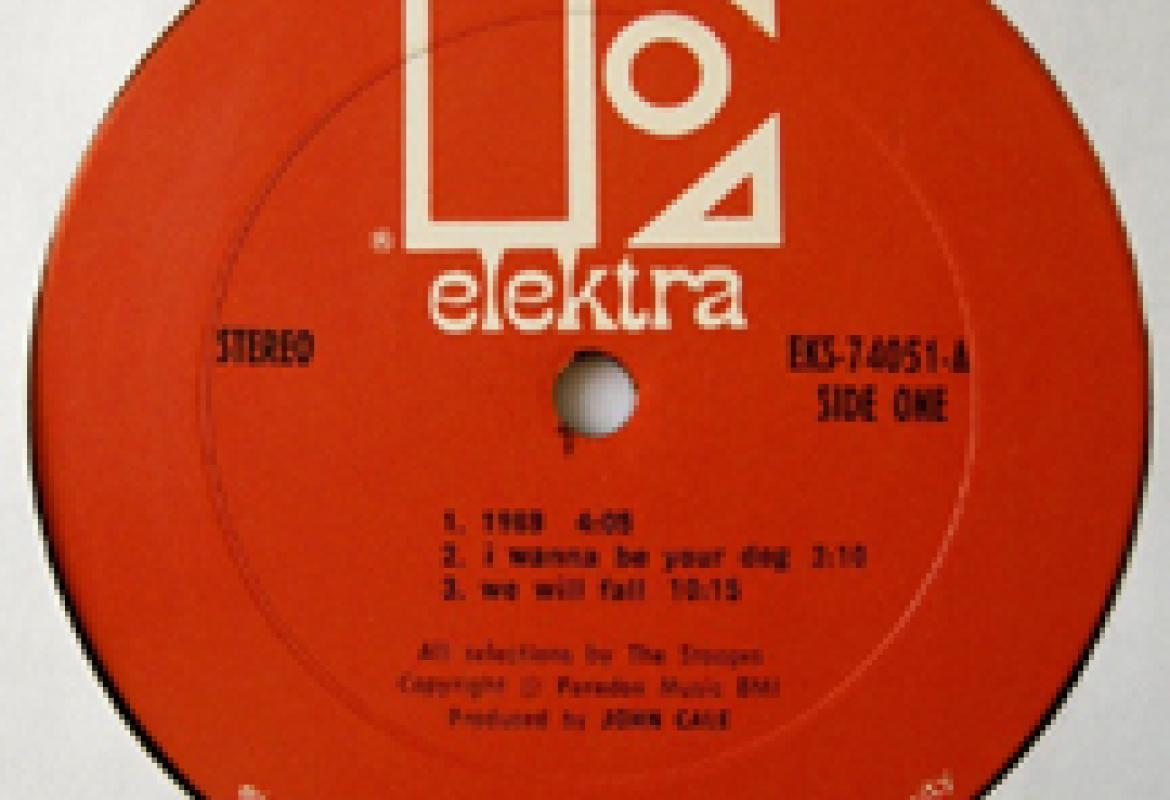 elektra
®
STEREO
EKS-74051-A
SIDE ONE
1. 1969 4:05
2. i wanna be your dog 3:10
3. we will fall 10:15
All selections by The Stooges
Copyright © Paradox Music BMI
Produced by JOHN CALE